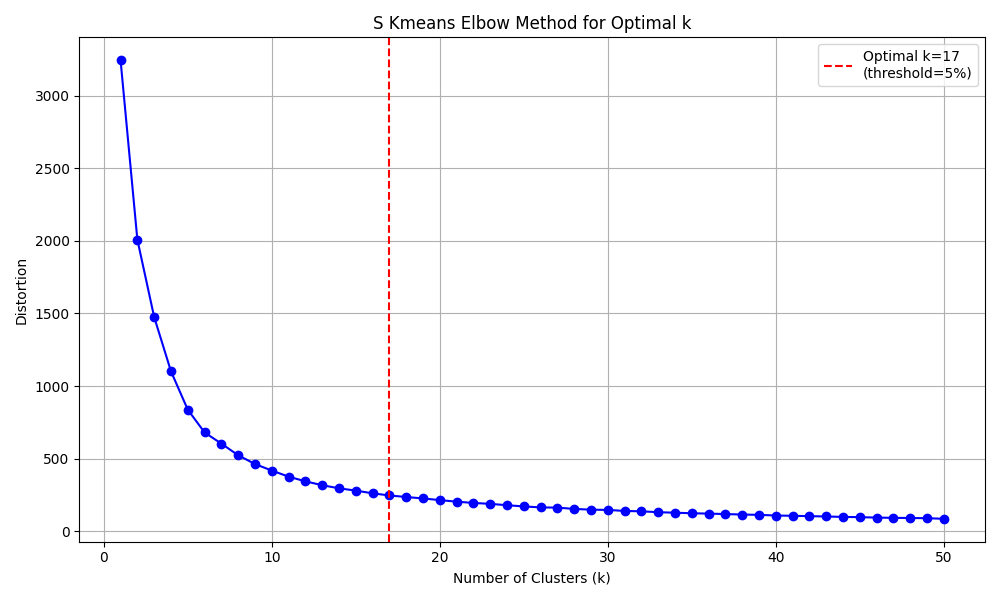 S Kmeans Elbow Method for Optimal k
Optimal k=17
(threshold=5%)
Distortion
3000
2500
2000
1500
1000
500
0
0 10 20 30 40 50
Number of Clusters (k)